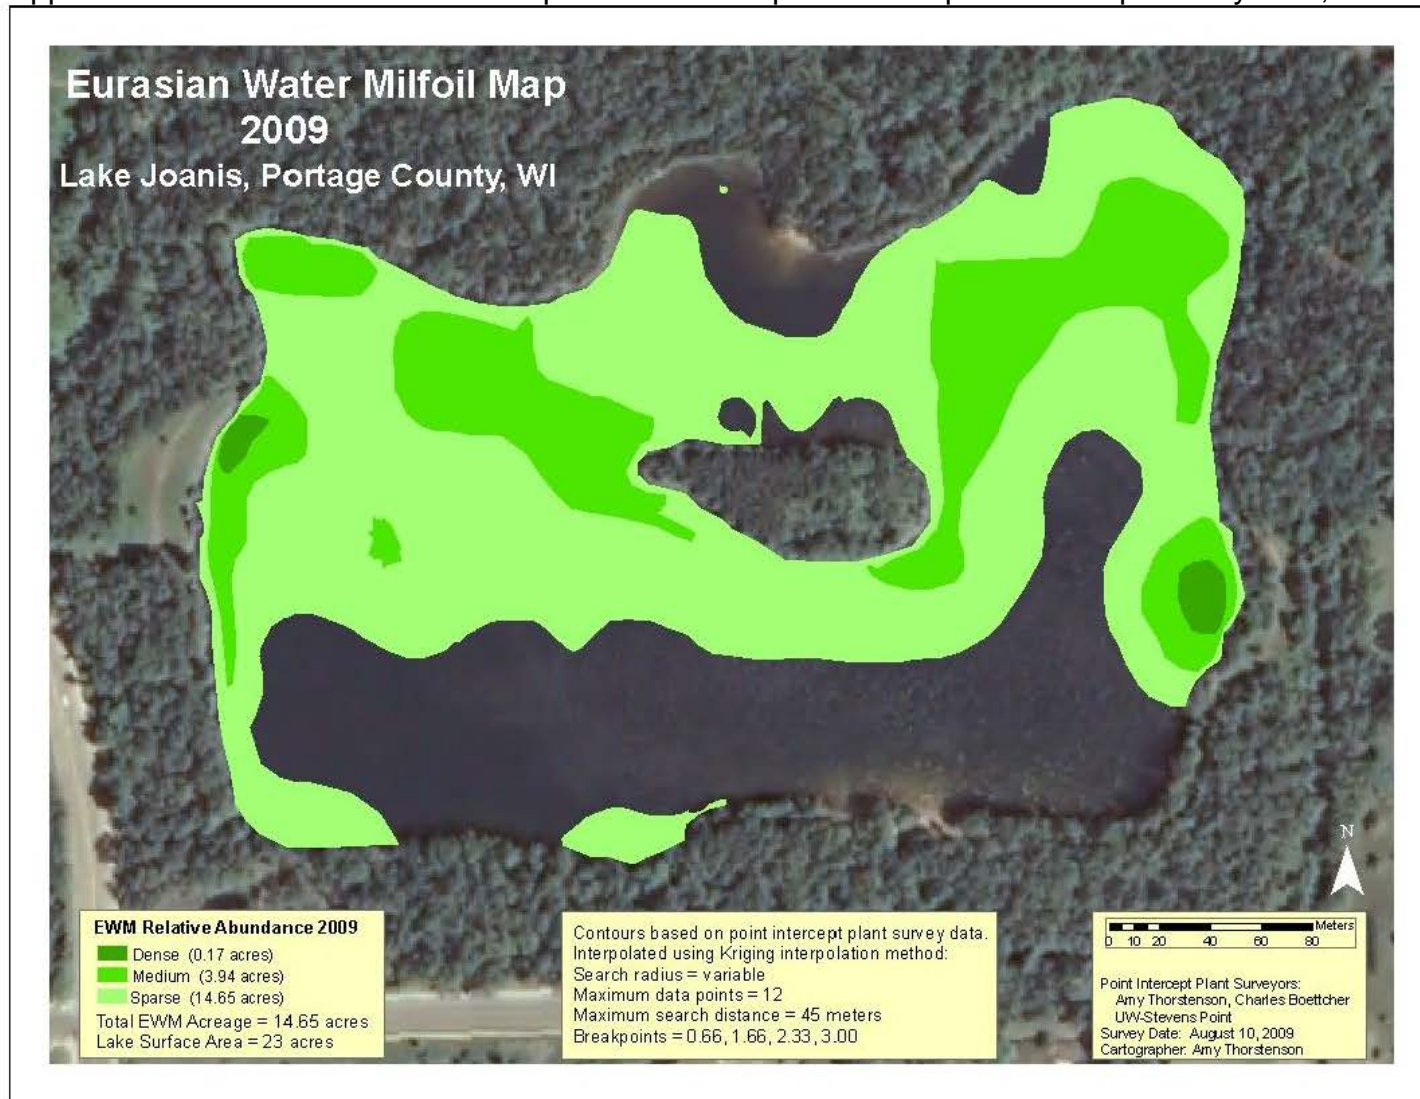 Eurasian Water Milfoil Map
2009
Lake Joanis, Portage County, WI
N
EWM Relative Abundance 2009
Dense (0.17 acres)
Medium (3.94 acres)
Sparse (14.65 acres)
Total EWM Acreage = 14.65 acres
Lake Surface Area = 23 acres
Contours based on point intercept plant survey data.
Interpolated using Kriging interpolation method:
Search radius = variable
Maximum data points = 12
Maximum search distance = 45 meters
Breakpoints = 0.66, 1.66, 2.33, 3.00
Meters
0 10 20 40 60 80
Point Intercept Plant Surveyors:
Amy Thorstenson, Charles Boettcher
UW-Stevens Point
Survey Date: August 10, 2009
Cartographer: Amy Thorstenson